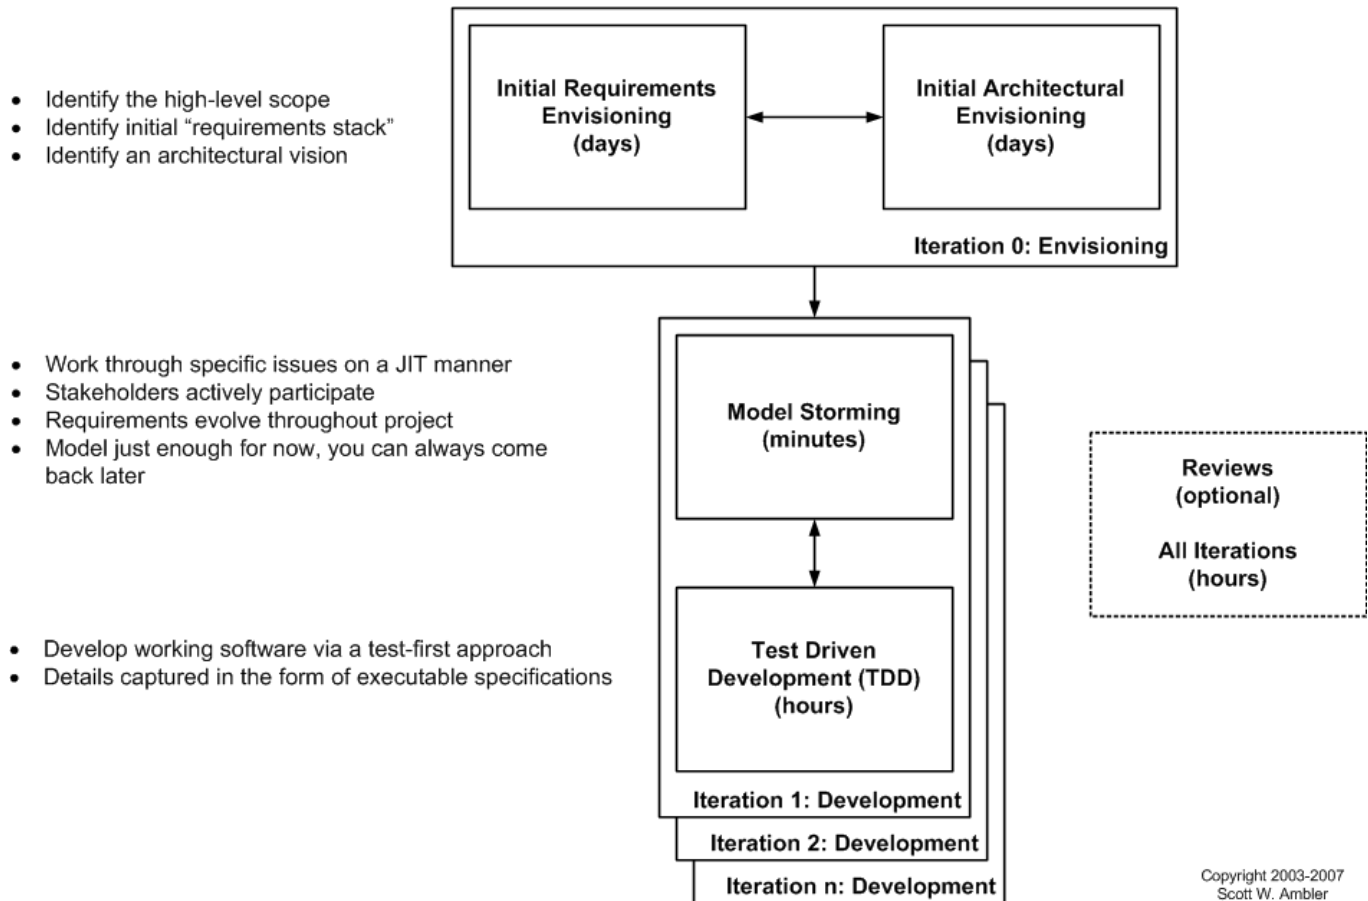 Initial Requirements
Envisioning
(days)
Initial Architectural
Envisioning
(days)
• Identify the high-level scope
• Identify initial “requirements stack”
• Identify an architectural vision
Iteration 0: Envisioning
• Work through specific issues on a JIT manner
• Stakeholders actively participate
• Requirements evolve throughout project
• Model just enough for now, you can always come
back later
Model Storming
(minutes)
Reviews
(optional)
All Iterations
(hours)
• Develop working software via a test-first approach
• Details captured in the form of executable specifications
Test Driven
Development (TDD)
(hours)
Iteration 1: Development
Iteration 2: Development
Iteration n: Development
Copyright 2003-2007
Scott W. Ambler